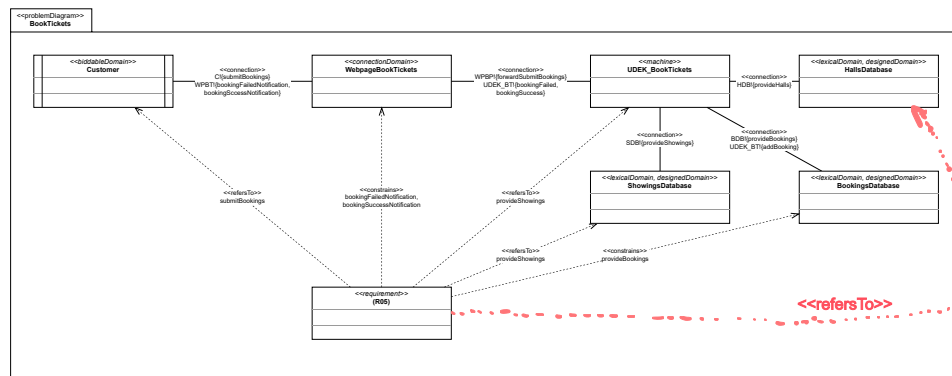 <<problemDiagram>>
BookTickets
<<biddableDomain>>
Customer
<<connection>>
C!{submitBookings}
WPBT!{bookingFailedNotification,
bookingSccessNotification}
<<connectionDomain>>
WebpageBookTickets
<<connection>>
WPBP!{forwardSubmitBookings}
UDEK_BT!{bookingFailed,
bookingSuccess}
<<machine>>
UDEK_BookTickets
<<connection>>
HDB!{provideHalls}
<<lexicalDomain, designedDomain>>
HallsDatabase
<<connection>>
SDB!{provideShowings}
<<connection>>
BDB!{provideBookings}
UDEK_BT!{addBooking}
<<lexicalDomain, designedDomain>>
ShowingsDatabase
<<lexicalDomain, designedDomain>>
BookingsDatabase
<<refersTo>>
submitBookings
<<constrains>>
bookingFailedNotification,
bookingSuccessNotification
<<refersTo>>
provideShowings
<<refersTo>>
provideShowings
<<constrains>>
provideBookings
<<requirement>>
(R05)
<<refersTo>>